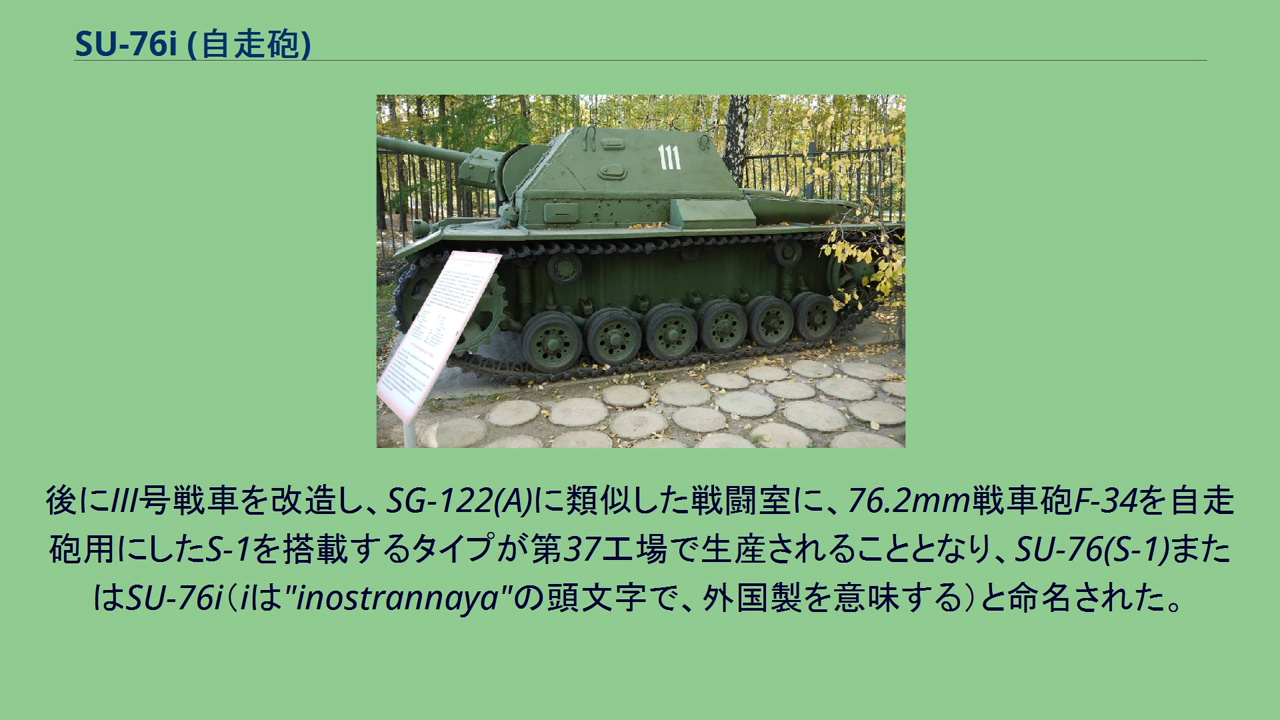 SU-76i (自走砲)
111
後にIII号戦車を改造し、SG-122(A)に類似した戦闘室に、76.2mm戦車砲F-34を自走
砲用にしたS-1を搭載するタイプが第37工場で生産されることとなり、SU-76(S-1)また
はSU-76i（iは"inostrannaya"の頭文字で、外国製を意味する）と命名された。